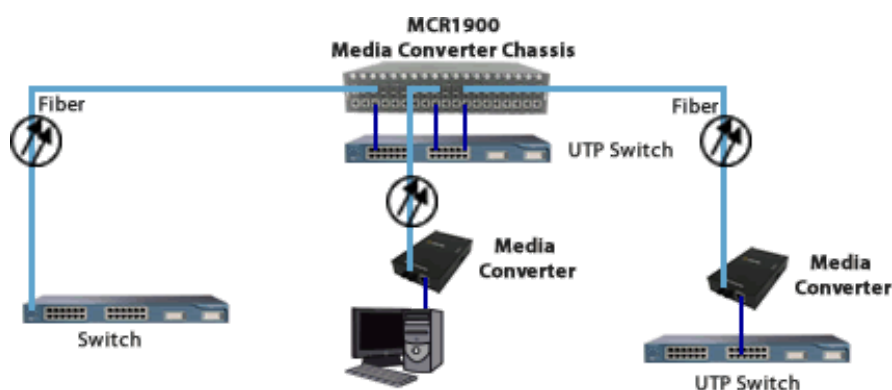 MCR1900
Media Converter Chassis
Fiber
Fiber
UTP Switch
Media
Converter
Media
Converter
Switch
UTP Switch